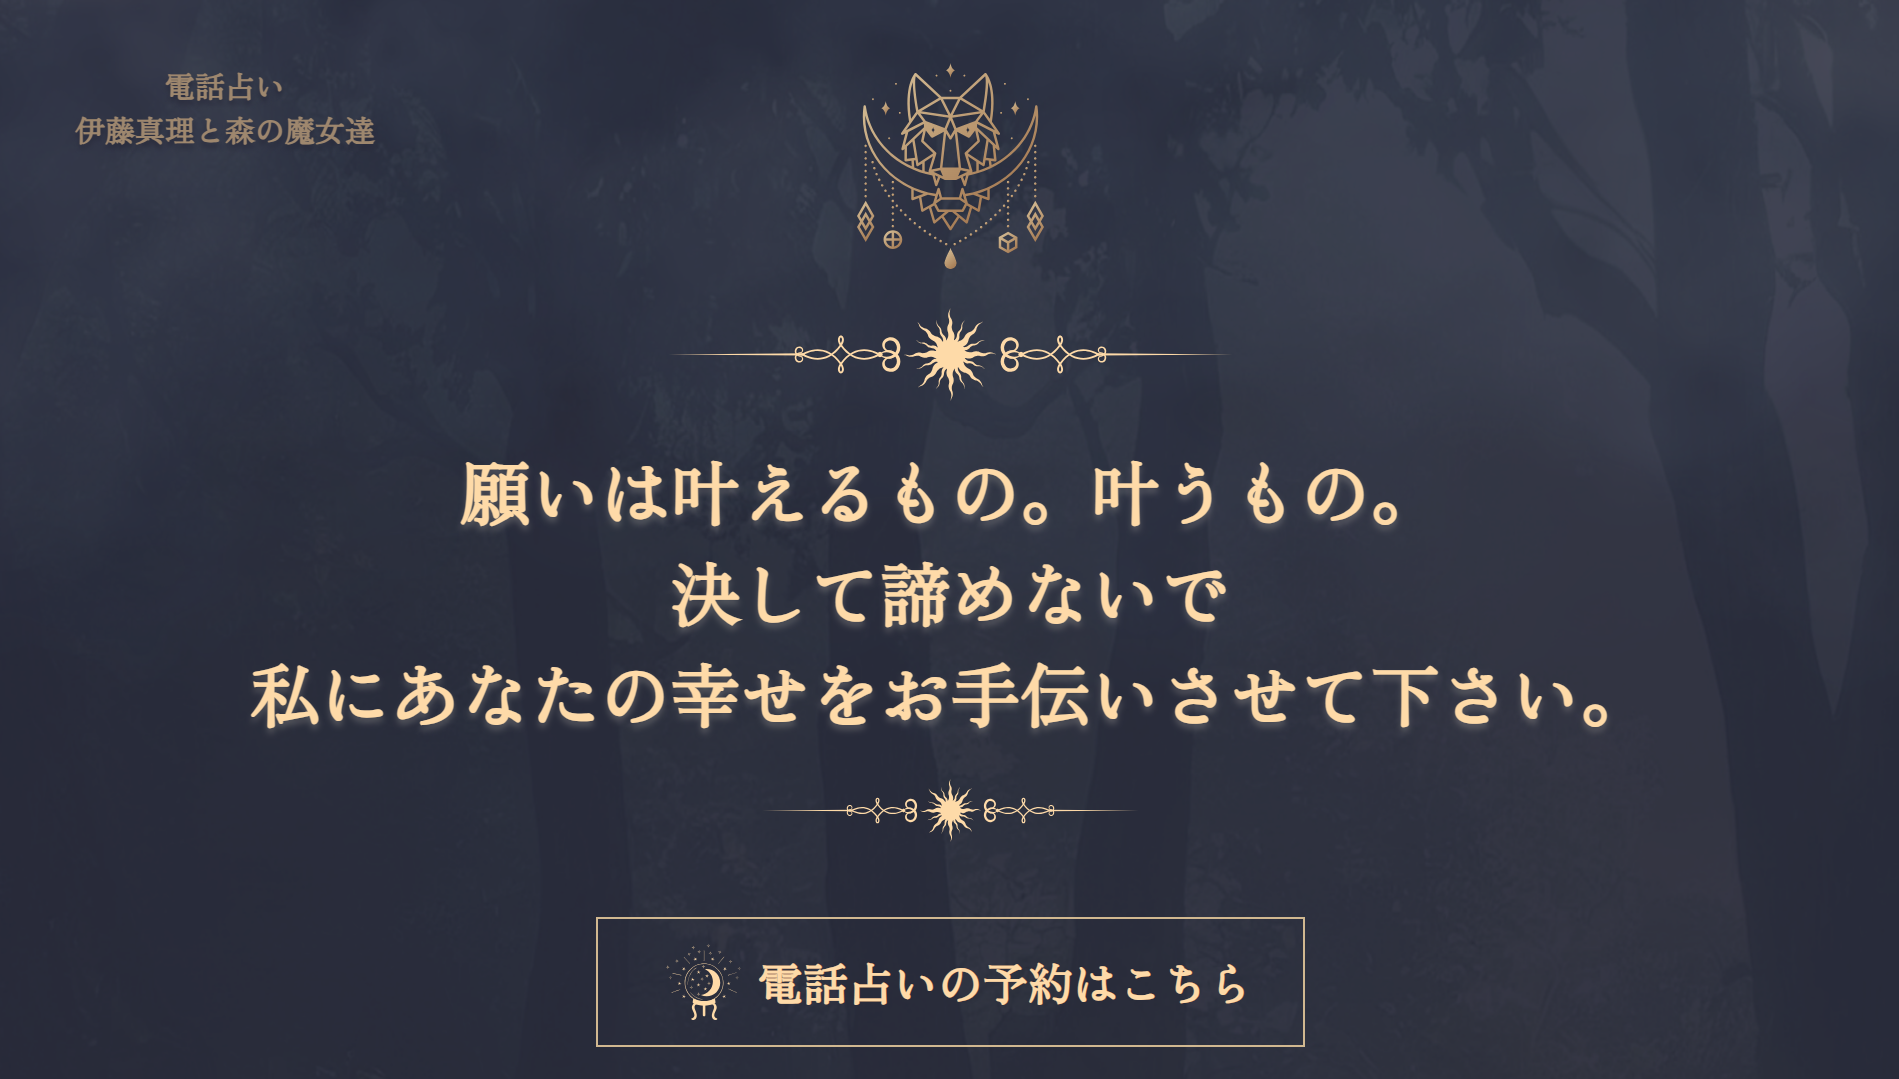 電話占い
伊藤真理と森の魔女達
願いは叶えるもの。叶うもの。
決して諦めないで
私にあなたの幸せをお手伝いさせて下さい。
電話占いの予約はこちら